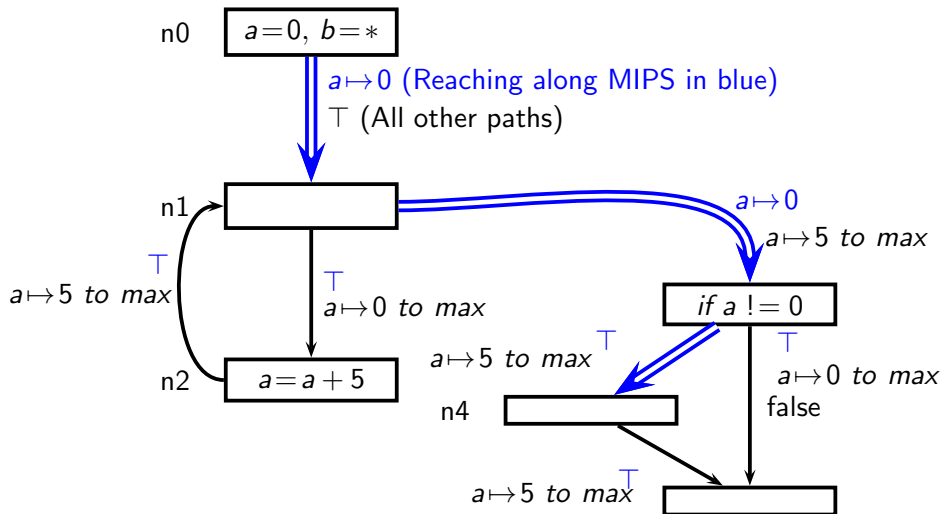 n0
a=0, b=*
a↦0 (Reaching along MIPS in blue)
⊤ (All other paths)
n1
a↦0
a↦5 to max
⊤
a↦5 to max
⊤
a↦0 to max
if a != 0
n2
a=a+5
⊤
a↦5 to max
⊤
a↦0 to max
false
n4
⊤
a↦5 to max